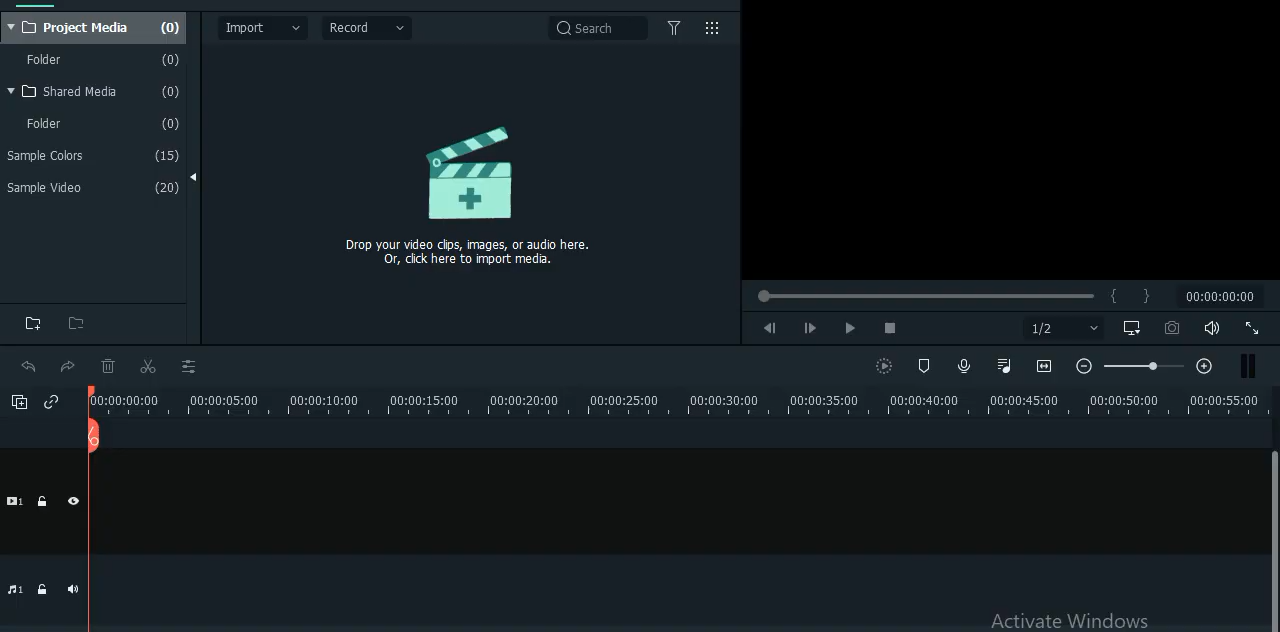 Project Media (0)
Folder (0)
Shared Media (0)
Folder (0)
Sample Colors (15)
Sample Video (20)
Import
Record
Search
Drop your video clips, images, or audio here.
Or, click here to import media.
{ } 00:00:00:00
1/2
00:00:00:00 00:00:05:00 00:00:10:00 00:00:15:00 00:00:20:00 00:00:25:00 00:00:30:00 00:00:35:00 00:00:40:00 00:00:45:00 00:00:50:00 00:00:55:00
1
1
Activate Windows